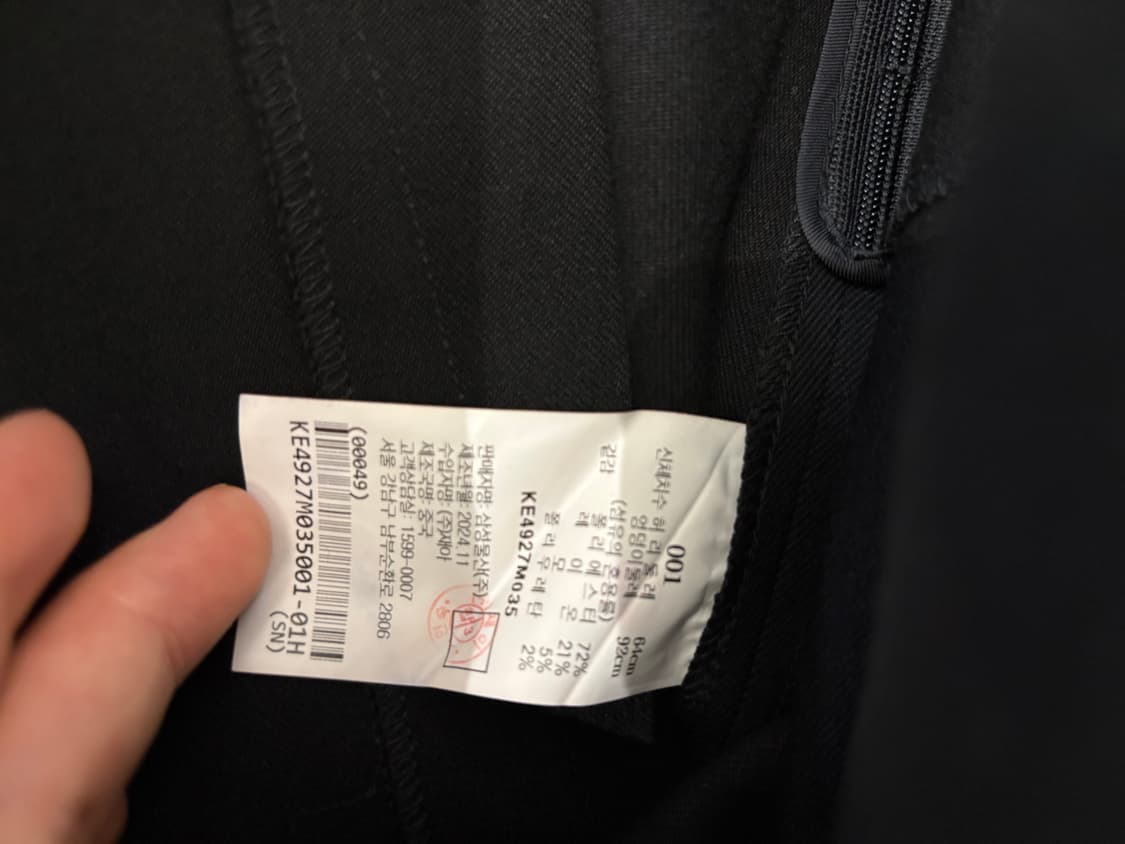 001
신체치수 허 리 둘 레 64cm
엉덩이둘레 92cm
(섬유의 혼용률)
겉감 폴 리 에 스 터 72%
레 이 온 21%
모 5%
폴 리 우 레 탄 2%
KE4927M035
판매자명: 삼성물산(주)
제조년월: 2024.11
수입자명: (주)재아
제조국명: 중국
고객상담실: 1599-0007
서울 강남구 남부순환로 2806
(00049)
KE4927M035001-01H
(SN)